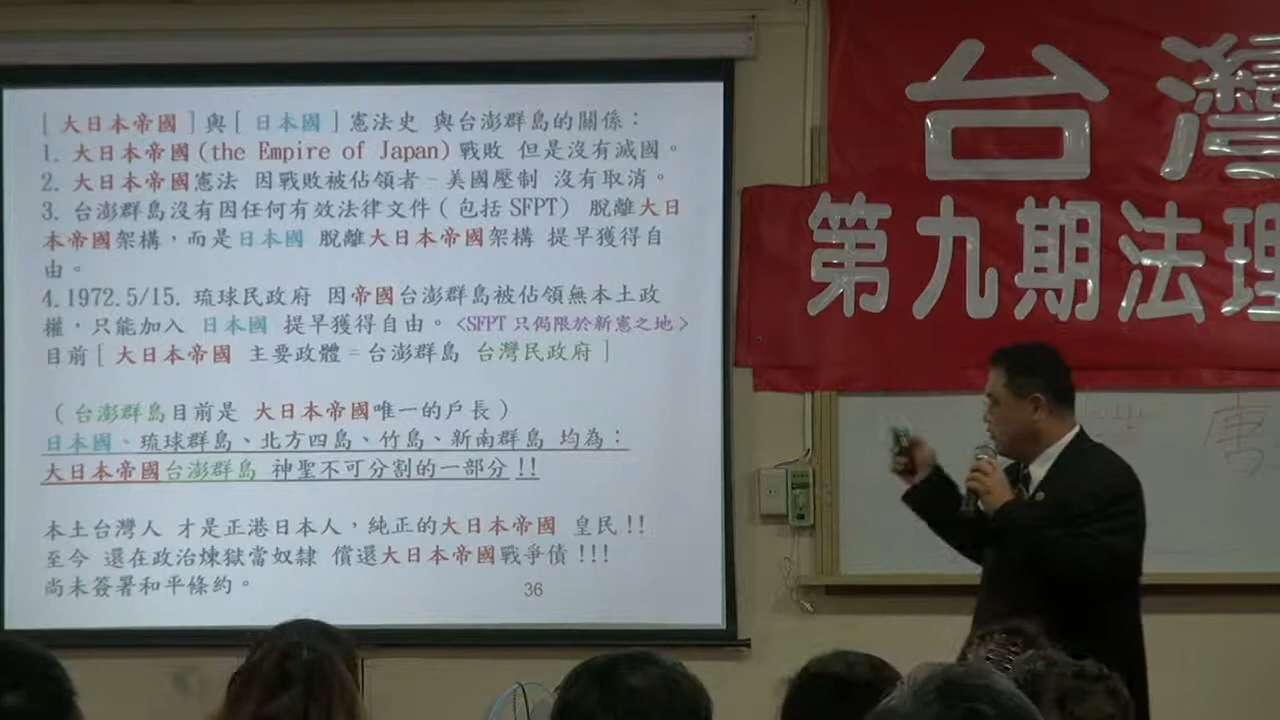 [ 大日本帝國 ] 與 [ 日本國 ] 憲法史 與台澎群島的關係：
1. 大日本帝國 (the Empire of Japan) 戰敗 但是沒有滅國。
2. 大日本帝國憲法 因戰敗被佔領者－美國壓制 沒有取消。
3. 台澎群島沒有因任何有效法律文件 ( 包括 SFPT) 脫離大日
本帝國架構，而是日本國 脫離大日本帝國架構 提早獲得自
由。
4.1972.5/15. 琉球民政府 因帝國台澎群島被佔領無本土政
權，只能加入 日本國 提早獲得自由。 <SFPT 只侷限於新憲之地 >
目前 [ 大日本帝國 主要政體 = 台澎群島 台灣民政府 ]
( 台澎群島目前是 大日本帝國唯一的戶長 )
日本國、琉球群島、北方四島、竹島、新南群島 均為：
大日本帝國台澎群島 神聖不可分割的一部分 !!
本土台灣人 才是正港日本人，純正的大日本帝國 皇民 !!
至今 還在政治煉獄當奴隸 償還大日本帝國戰爭債 !!!
尚未簽署和平條約。
36
台灣
第九期法理